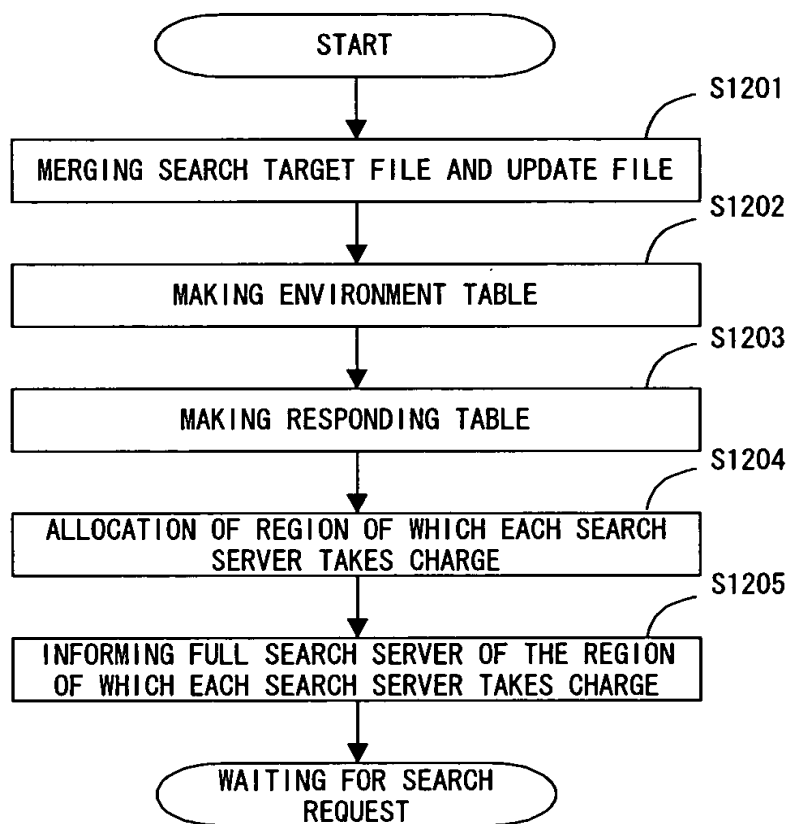 START
S1201
MERGING SEARCH TARGET FILE AND UPDATE FILE
S1202
MAKING ENVIRONMENT TABLE
S1203
MAKING RESPONDING TABLE
S1204
ALLOCATION OF REGION OF WHICH EACH SEARCH
SERVER TAKES CHARGE
S1205
INFORMING FULL SEARCH SERVER OF THE REGION
OF WHICH EACH SEARCH SERVER TAKES CHARGE
WAITING FOR SEARCH
REQUEST